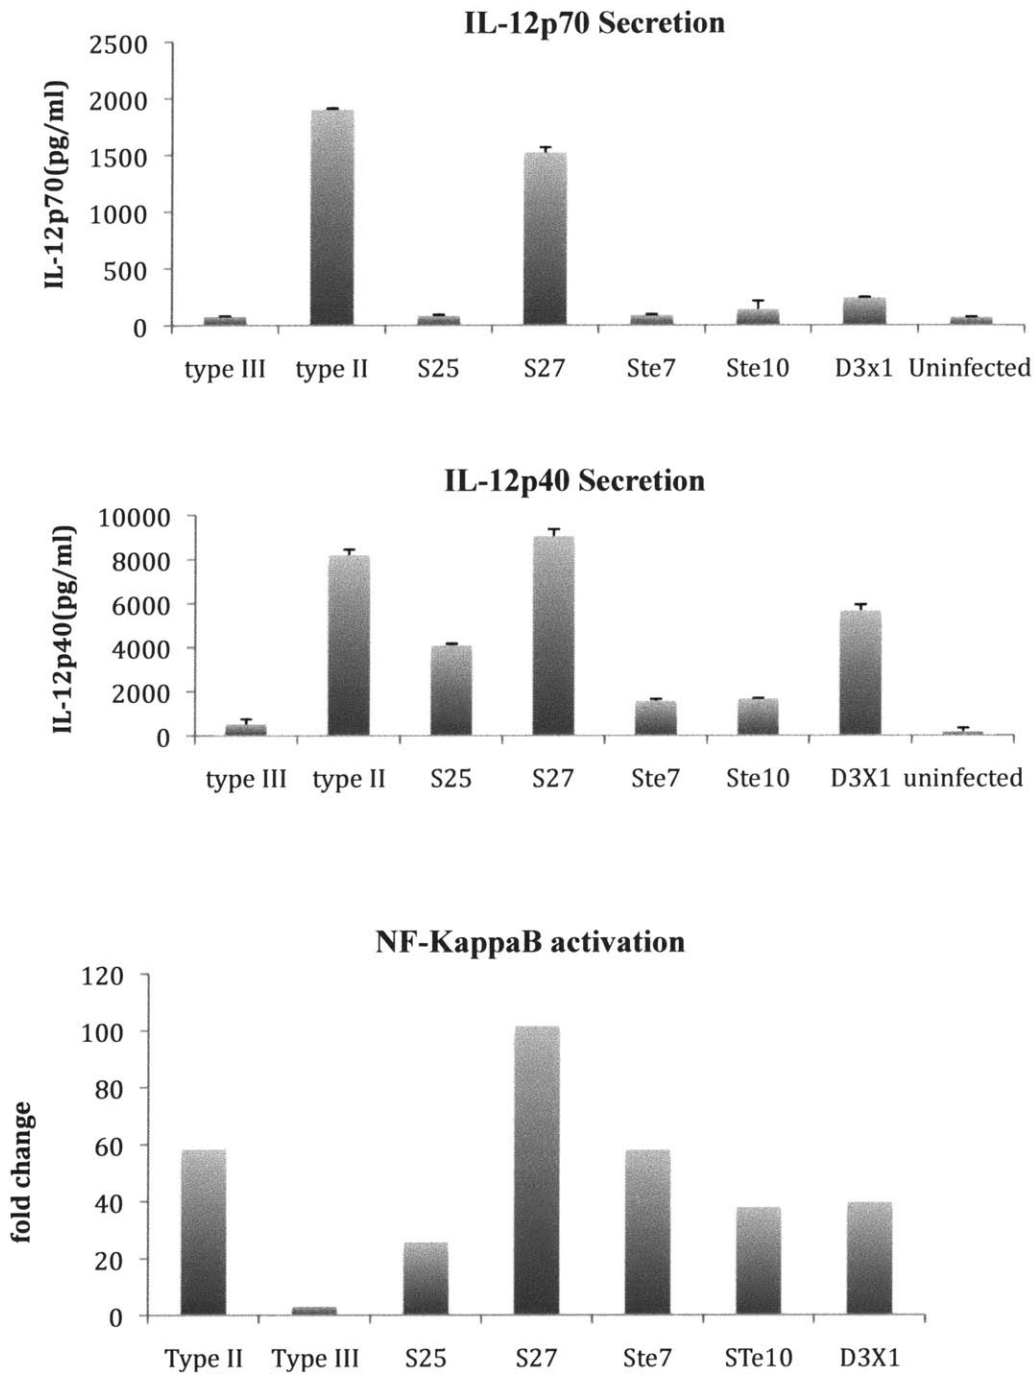 IL-12p70 Secretion
IL-12p70(pg/ml)
2500
2000
1500
1000
500
0
type III type II S25 S27 Ste7 Ste10 D3x1 Uninfected
IL-12p40 Secretion
IL-12p40(pg/ml)
10000
8000
6000
4000
2000
0
type III type II S25 S27 Ste7 Ste10 D3X1 uninfected
NF-KappaB activation
fold change
120
100
80
60
40
20
0
Type II Type III S25 S27 Ste7 STe10 D3X1